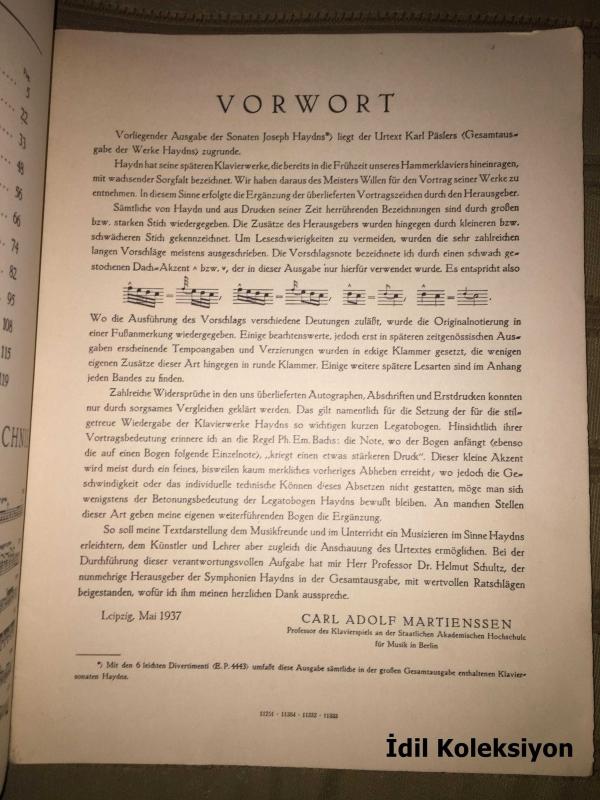 Pag.
5
22
33
48
56
66
74
82
95
108
115
119
CHNIS
VORWORT
Vorliegender Ausgabe der Sonaten Joseph Haydns*) liegt der Urtext Karl Päslers (Gesamtaus-
gabe der Werke Haydns) zugrunde.
Haydn hat seine späteren Klavierwerke, die bereits in die Frühzeit unseres Hammerklaviers hineinragen,
mit wachsender Sorgfalt bezeichnet. Wir haben daraus des Meisters Willen für den Vortrag seiner Werke zu
entnehmen. In diesem Sinne erfolgte die Ergänzung der überlieferten Vortragszeichen durch den Herausgeber.
Sämtliche von Haydn und aus Drucken seiner Zeit herrührenden Bezeichnungen sind durch großen
bzw. starken Stich wiedergegeben. Die Zusätze des Herausgebers wurden hingegen durch kleineren bzw.
schwächeren Stich gekennzeichnet. Um Leseschwierigkeiten zu vermeiden, wurden die sehr zahlreichen
langen Vorschläge meistens ausgeschrieben. Die Vorschlagsnote bezeichnete ich durch einen schwach ge-
stochenen Dach-Akzent ^ bzw. v, der in dieser Ausgabe nur hierfür verwendet wurde. Es entspricht also
Wo die Ausführung des Vorschlags verschiedene Deutungen zuläßt, wurde die Originalnotierung in
einer Fußanmerkung wiedergegeben. Einige beachtenswerte, jedoch erst in späteren zeitgenössischen Aus-
gaben erscheinende Tempoangaben und Verzierungen wurden in eckige Klammer gesetzt, die wenigen
eigenen Zusätze dieser Art hingegen in runde Klammer. Einige weitere spätere Lesarten sind im Anhang
jeden Bandes zu finden.
Zahlreiche Widersprüche in den uns überlieferten Autographen, Abschriften und Erstdrucken konnten
nur durch sorgsames Vergleichen geklärt werden. Das gilt namentlich für die Setzung der für die stil-
getreue Wiedergabe der Klavierwerke Haydns so wichtigen kurzen Legatobogen. Hinsichtlich ihrer
Vortragsbedeutung erinnere ich an die Regel Ph. Em. Bachs: die Note, wo der Bogen anfängt (ebenso
die auf einen Bogen folgende Einzelnote), „kriegt einen etwas stärkeren Druck“. Dieser kleine Akzent
wird meist durch ein feines, bisweilen kaum merkliches vorheriges Abheben erreicht; wo jedoch die Ge-
schwindigkeit oder das individuelle technische Können dieses Absetzen nicht gestatten, möge man sich
wenigstens der Betonungsbedeutung der Legatobogen Haydns bewußt bleiben. An manchen Stellen
dieser Art geben meine eigenen weiterführenden Bogen die Ergänzung.
So soll meine Textdarstellung dem Musikfreunde und im Unterricht ein Musizieren im Sinne Haydns
erleichtern, dem Künstler und Lehrer aber zugleich die Anschauung des Urtextes ermöglichen. Bei der
Durchführung dieser verantwortungsvollen Aufgabe hat mir Herr Professor Dr. Helmut Schultz, der
nunmehrige Herausgeber der Symphonien Haydns in der Gesamtausgabe, mit wertvollen Ratschlägen
beigestanden, wofür ich ihm meinen herzlichen Dank ausspreche.
Leipzig, Mai 1937
CARL ADOLF MARTIENSSEN
Professor des Klavierspiels an der Staatlichen Akademischen Hochschule
für Musik in Berlin
*) Mit den 6 leichten Divertimenti (E. P. 4443) umfaßt diese Ausgabe sämtliche in der großen Gesamtausgabe enthaltenen Klavier-
sonaten Haydns.
İdil Koleksiyon